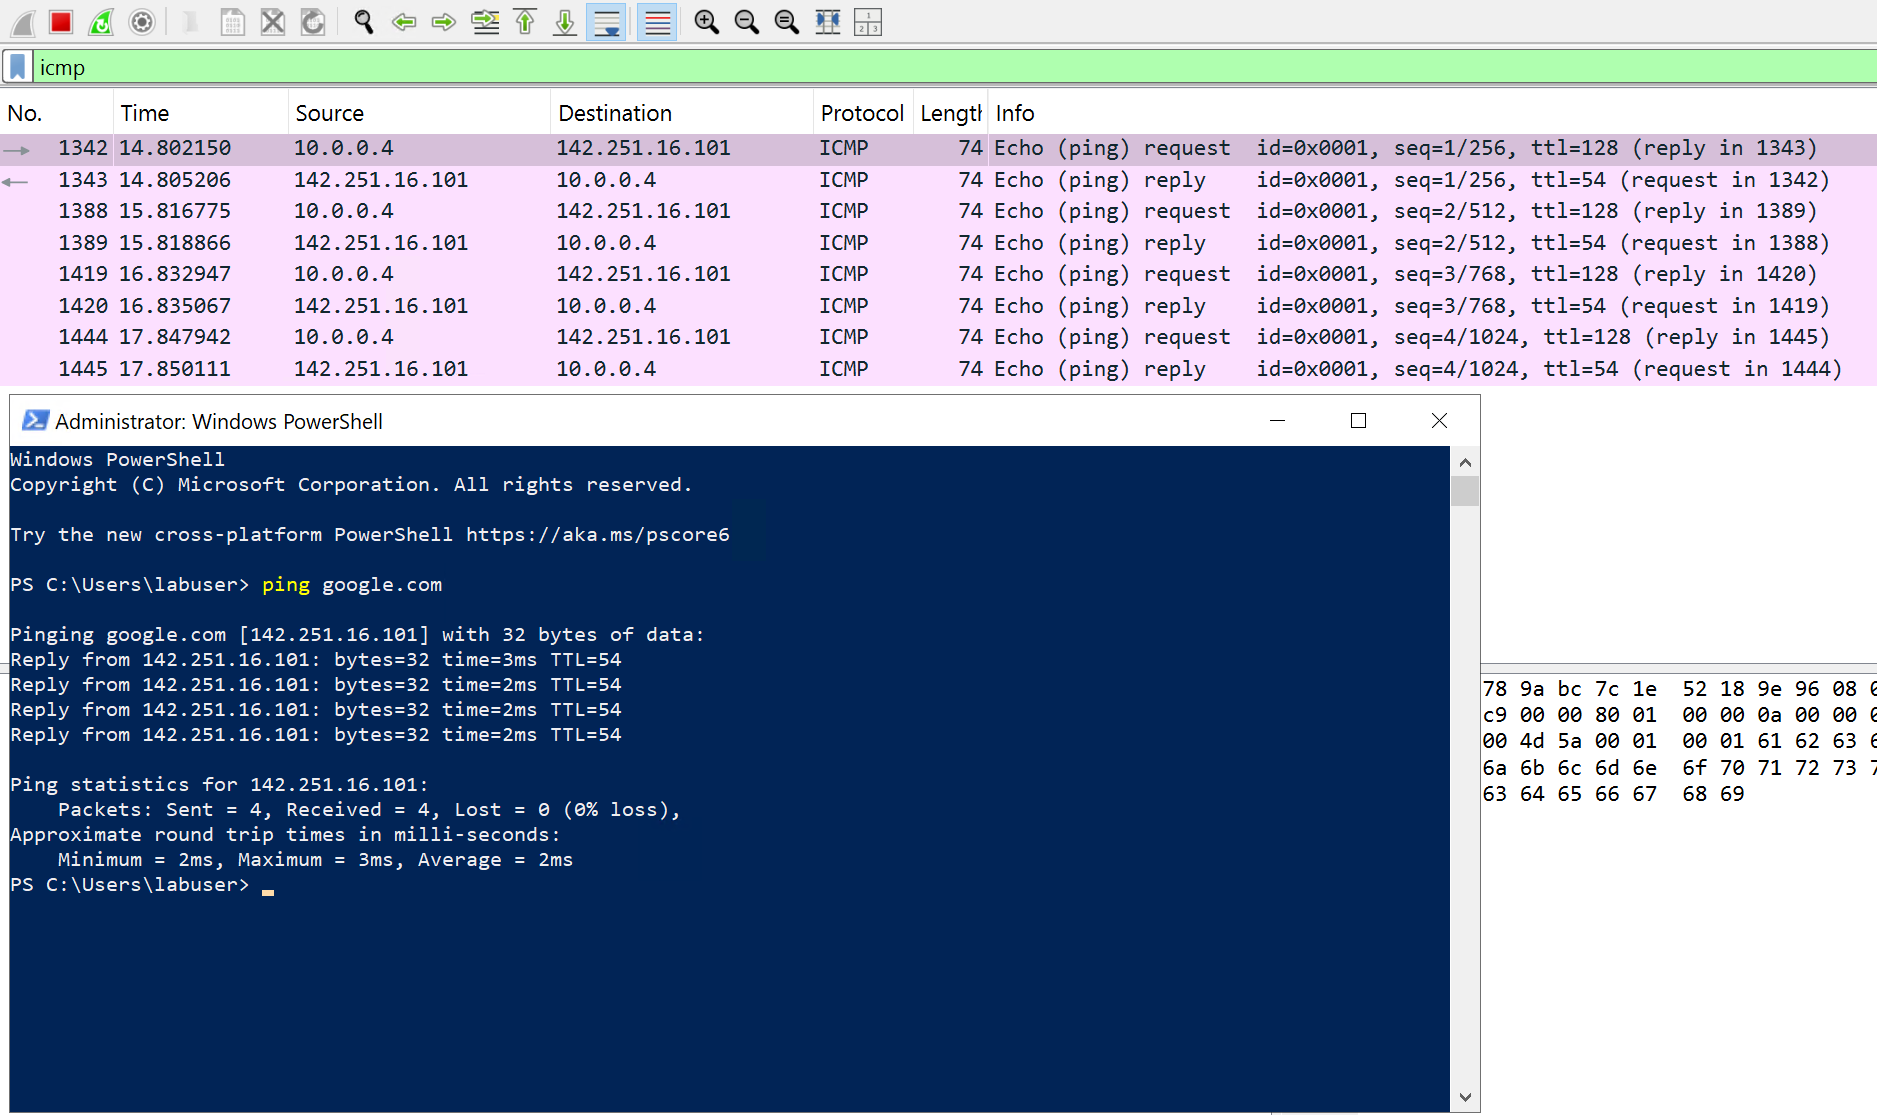 icmp
No. Time Source Destination Protocol Length Info
1342 14.802150 10.0.0.4 142.251.16.101 ICMP 74 Echo (ping) request id=0x0001, seq=1/256, ttl=128 (reply in 1343)
1343 14.805206 142.251.16.101 10.0.0.4 ICMP 74 Echo (ping) reply id=0x0001, seq=1/256, ttl=54 (request in 1342)
1388 15.816775 10.0.0.4 142.251.16.101 ICMP 74 Echo (ping) request id=0x0001, seq=2/512, ttl=128 (reply in 1389)
1389 15.818866 142.251.16.101 10.0.0.4 ICMP 74 Echo (ping) reply id=0x0001, seq=2/512, ttl=54 (request in 1388)
1419 16.832947 10.0.0.4 142.251.16.101 ICMP 74 Echo (ping) request id=0x0001, seq=3/768, ttl=128 (reply in 1420)
1420 16.835067 142.251.16.101 10.0.0.4 ICMP 74 Echo (ping) reply id=0x0001, seq=3/768, ttl=54 (request in 1419)
1444 17.847942 10.0.0.4 142.251.16.101 ICMP 74 Echo (ping) request id=0x0001, seq=4/1024, ttl=128 (reply in 1445)
1445 17.850111 142.251.16.101 10.0.0.4 ICMP 74 Echo (ping) reply id=0x0001, seq=4/1024, ttl=54 (request in 1444)
Administrator: Windows PowerShell
Windows PowerShell
Copyright (C) Microsoft Corporation. All rights reserved.
Try the new cross-platform PowerShell https://aka.ms/pscore6
PS C:\Users\labuser> ping google.com
Pinging google.com [142.251.16.101] with 32 bytes of data:
Reply from 142.251.16.101: bytes=32 time=3ms TTL=54
Reply from 142.251.16.101: bytes=32 time=2ms TTL=54
Reply from 142.251.16.101: bytes=32 time=2ms TTL=54
Reply from 142.251.16.101: bytes=32 time=2ms TTL=54
Ping statistics for 142.251.16.101:
Packets: Sent = 4, Received = 4, Lost = 0 (0% loss),
Approximate round trip times in milli-seconds:
Minimum = 2ms, Maximum = 3ms, Average = 2ms
PS C:\Users\labuser>
78 9a bc 7c 1e 52 18 9e 96 08
c9 00 00 80 01 00 00 0a 00 00
00 4d 5a 00 01 00 01 61 62 63
6a 6b 6c 6d 6e 6f 70 71 72 73
63 64 65 66 67 68 69